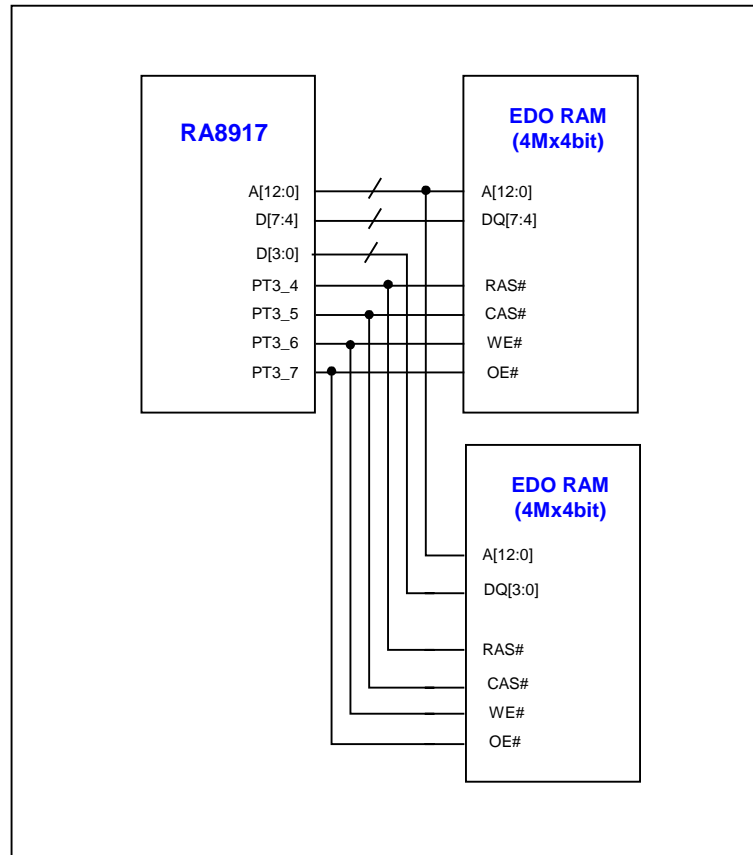 RA8917
A[12:0]
D[7:4]
D[3:0]
PT3_4
PT3_5
PT3_6
PT3_7
EDO RAM
(4Mx4bit)
A[12:0]
DQ[7:4]
RAS#
CAS#
WE#
OE#
EDO RAM
(4Mx4bit)
A[12:0]
DQ[3:0]
RAS#
CAS#
WE#
OE#